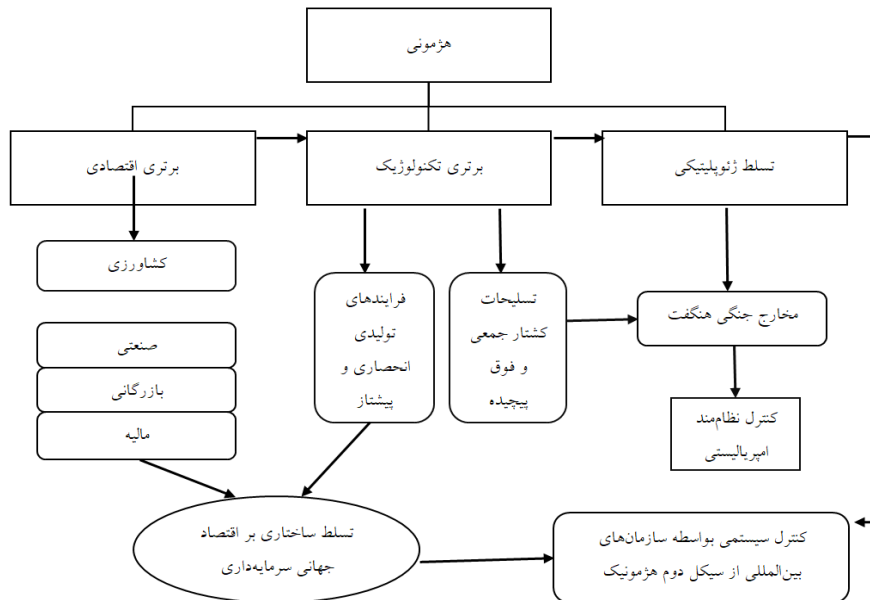 هژمونی
تسلط ژئوپلیتیکی
برتری تکنولوژیک
برتری اقتصادی
کشاورزی
صنعتی
بازرگانی
مالیه
فرایندهای
تولیدی
انحصاری و
پیشتاز
تسلیحات
کشتار جمعی
و فوق
پیچیده
مخارج جنگی هنگفت
کنترل نظام‌مند
امپریالیستی
تسلط ساختاری بر اقتصاد
جهانی سرمایه‌داری
کنترل سیستمی بواسطه سازمان‌های
بین‌المللی از سیکل دوم هژمونیک